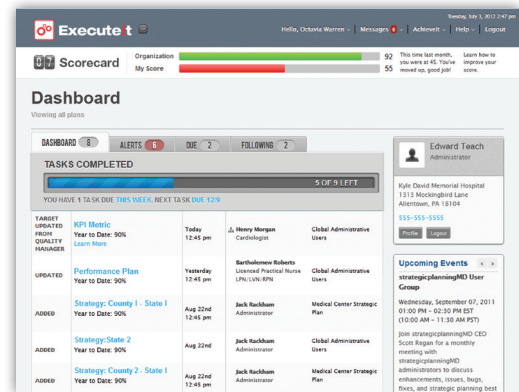 Tuesday, July 3, 2012 2:47 pm
ExecuteIt
Hello, Octavia Warren
Messages 8
AchieveIt
Help
Logout
07 Scorecard
Organization
92
My Score
55
This time last month,
you were at 45. You've
moved up, good job!
Learn how to
improve your
score.
Dashboard
Viewing all plans
DASHBOARD 8
ALERTS 6
DUE 2
FOLLOWING 2
TASKS COMPLETED
5 OF 9 LEFT
YOU HAVE 1 TASK DUE THIS WEEK. NEXT TASK DUE 12/9
TARGET
UPDATED
FROM
QUALITY
MANAGER
KPI Metric
Year to Date: 90%
Learn More
Today
12:45 pm
Henry Morgan
Cardiologist
Global Administrative
Users
UPDATED
Performance Plan
Year to Date: 90%
Yesterday
12:45 pm
Bartholomew Roberts
Licensed Practical Nurse
LPN/LVN/RPN
Global Administrative
Users
ADDED
Strategy: County I - State I
Year to Date: 90%
Aug 22nd
12:45 pm
Jack Rackham
Administrator
Medical Center Strategic
Plan
ADDED
Strategy:State 2
Year to Date: 90%
Aug 22nd
Jack Rackham
Administrator
Global Administrative
Users
ADDED
Strategy: County 2 - State I
Year to Date: 90%
Aug 22nd
12:45 pm
Jack Rackham
Administrator
Medical Center Strategic
Plan
Edward Teach
Administrator
Kyle David Memorial Hospital
1313 Mockingbird Lane
Allentown, PA 18104
555-555-5555
Profile
Logout
Upcoming Events
strategicplanningMD User
Group
Wednesday, September 07, 2011
01:00 PM - 02:30 PM EST
(10:00 AM - 11:30 AM PST)
Join strategicplanningMD CEO
Scott Regan for a monthly
meeting with
strategicplanningMD
administrators to discuss
enhancements, issues, bugs,
fixes, and strategic planning best